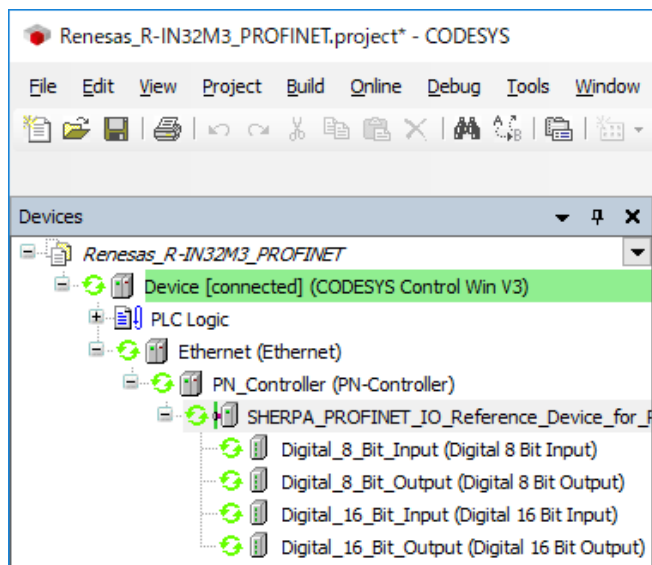 Renesas_R-IN32M3_PROFINET.project* - CODESYS
File Edit View Project Build Online Debug Tools Window
Devices
Renesas_R-IN32M3_PROFINET
Device [connected] (CODESYS Control Win V3)
PLC Logic
Ethernet (Ethernet)
PN_Controller (PN-Controller)
SHERPA_PROFINET_IO_Reference_Device_for_
Digital_8_Bit_Input (Digital 8 Bit Input)
Digital_8_Bit_Output (Digital 8 Bit Output)
Digital_16_Bit_Input (Digital 16 Bit Input)
Digital_16_Bit_Output (Digital 16 Bit Output)